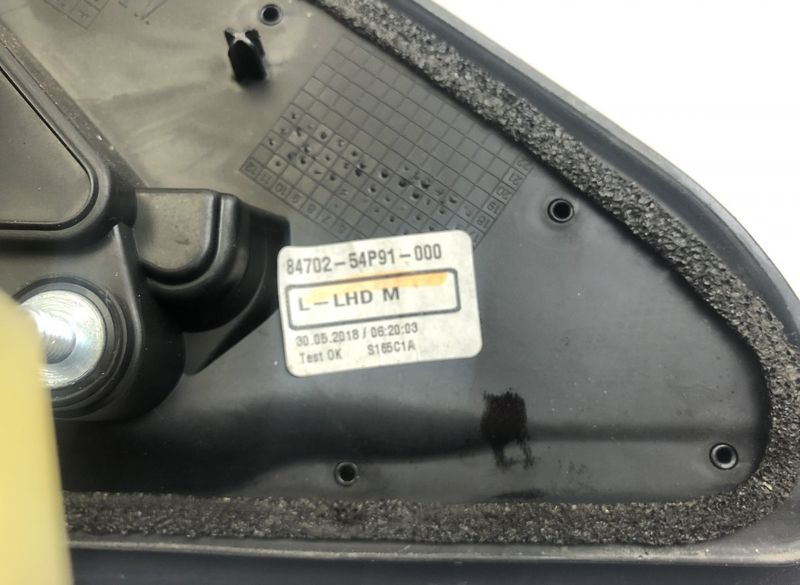 84702-54P91-000
L-LHD M
30.05.2018 / 06:20:03
Test OK S165C1A